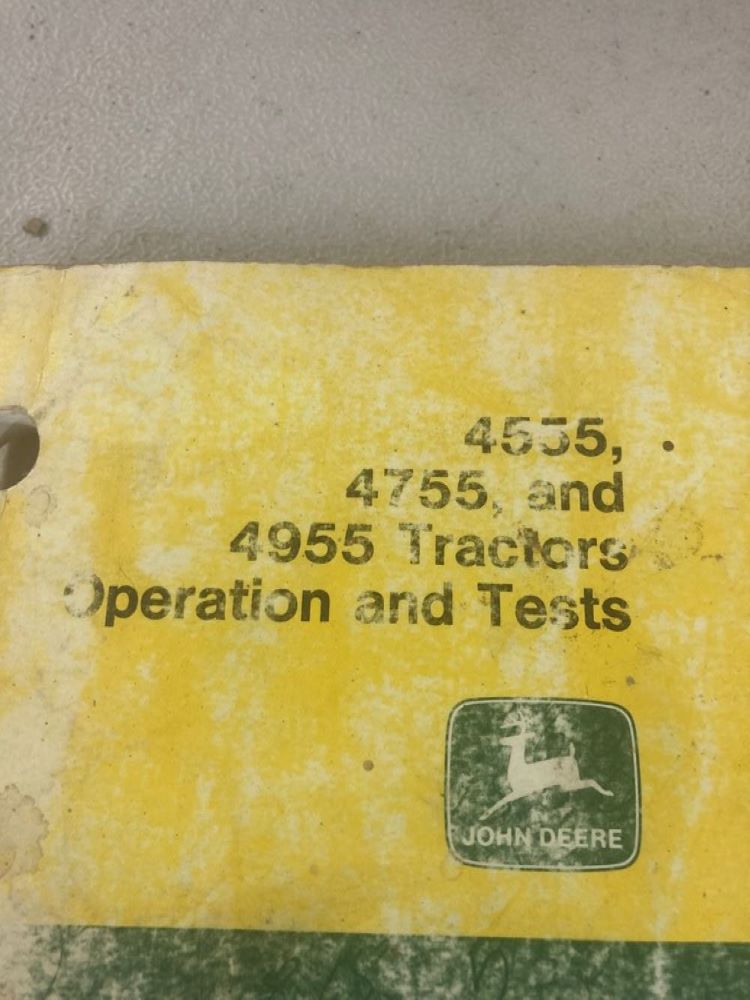 4555,
4755, and
4955 Tractors
Operation and Tests
JOHN DEERE